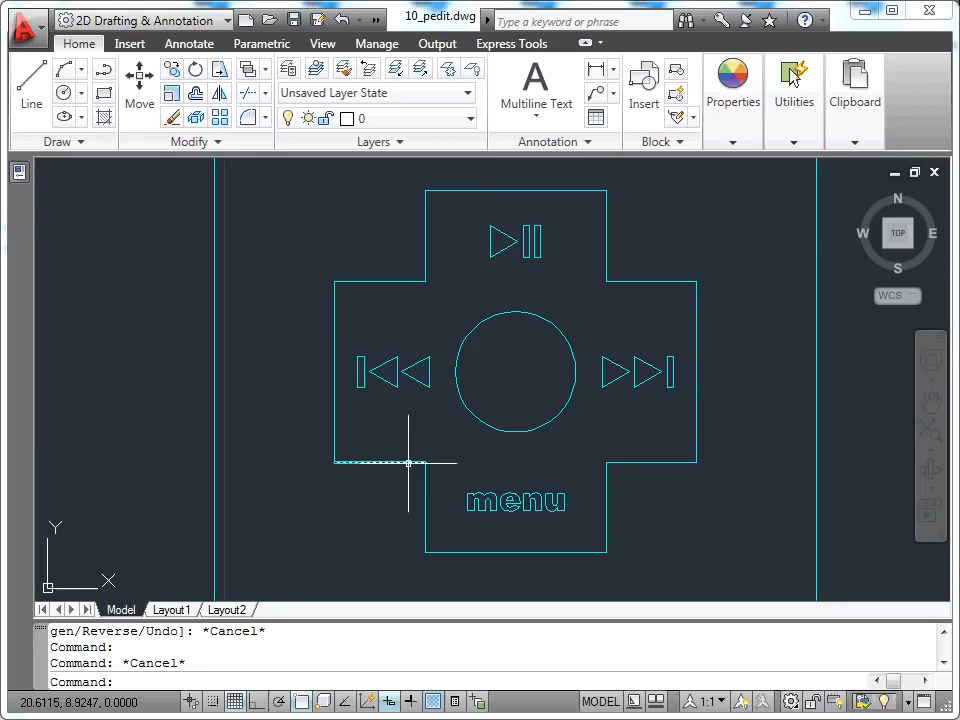 2D Drafting & Annotation
10_pedit.dwg
Type a keyword or phrase
Home Insert Annotate Parametric View Manage Output Express Tools
Line
Move
Unsaved Layer State
0
Multiline Text
Insert
Properties
Utilities
Clipboard
Draw
Modify
Layers
Annotation
Block
N
W
TOP
E
S
WCS
menu
Y
X
Model Layout1 Layout2
gen/Reverse/Undo]: *Cancel*
Command:
Command: *Cancel*
Command:
20.6115, 8.9247, 0.0000
MODEL
1:1